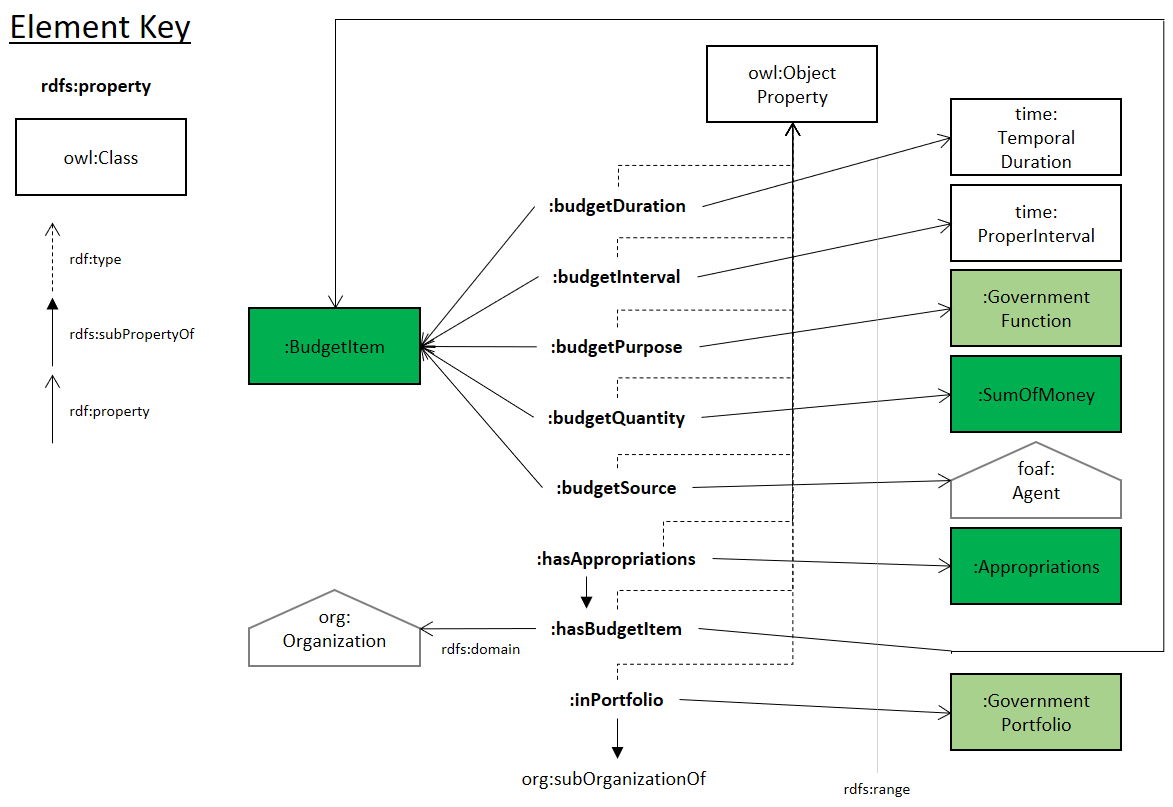 Element Key
rdfs:property
owl:Class
rdf:type
rdfs:subPropertyOf
rdf:property
owl:Object
Property
time:
Temporal
Duration
:budgetDuration
time:
ProperInterval
:budgetInterval
:Government
Function
:BudgetItem
:budgetPurpose
:SumOfMoney
:budgetQuantity
foaf:
Agent
:budgetSource
:hasAppropriations
:Appropriations
org:
Organization
rdfs:domain
:hasBudgetItem
:inPortfolio
:Government
Portfolio
org:subOrganizationOf
rdfs:range